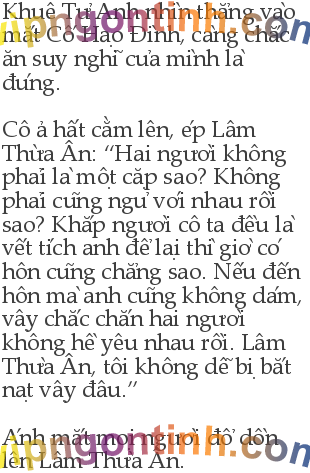 Khuê Tư Anh nhìn thẳng vào
mắt Cố Hạo Đình, càng chắc
ăn suy nghĩ của mình là
đúng.
Cô ả hất cằm lên, ép Lâm
Thừa Ân: “Hai người không
phải là một cặp sao? Không
phải cũng ngủ với nhau rồi
sao? Khắp người cô ta đều là
vết tích anh để lại thì giờ có
hôn cũng chẳng sao. Nếu đến
hôn mà anh cũng không dám,
vậy chắc chắn hai người
không hề yêu nhau rồi. Lâm
Thừa Ân, tôi không dễ bị bắt
nạt vậy đâu.”
Ánh mắt mọi người đổ dồn
lên Lâm Thừa Ân.
vipngontinh.com
vipngontinh.com